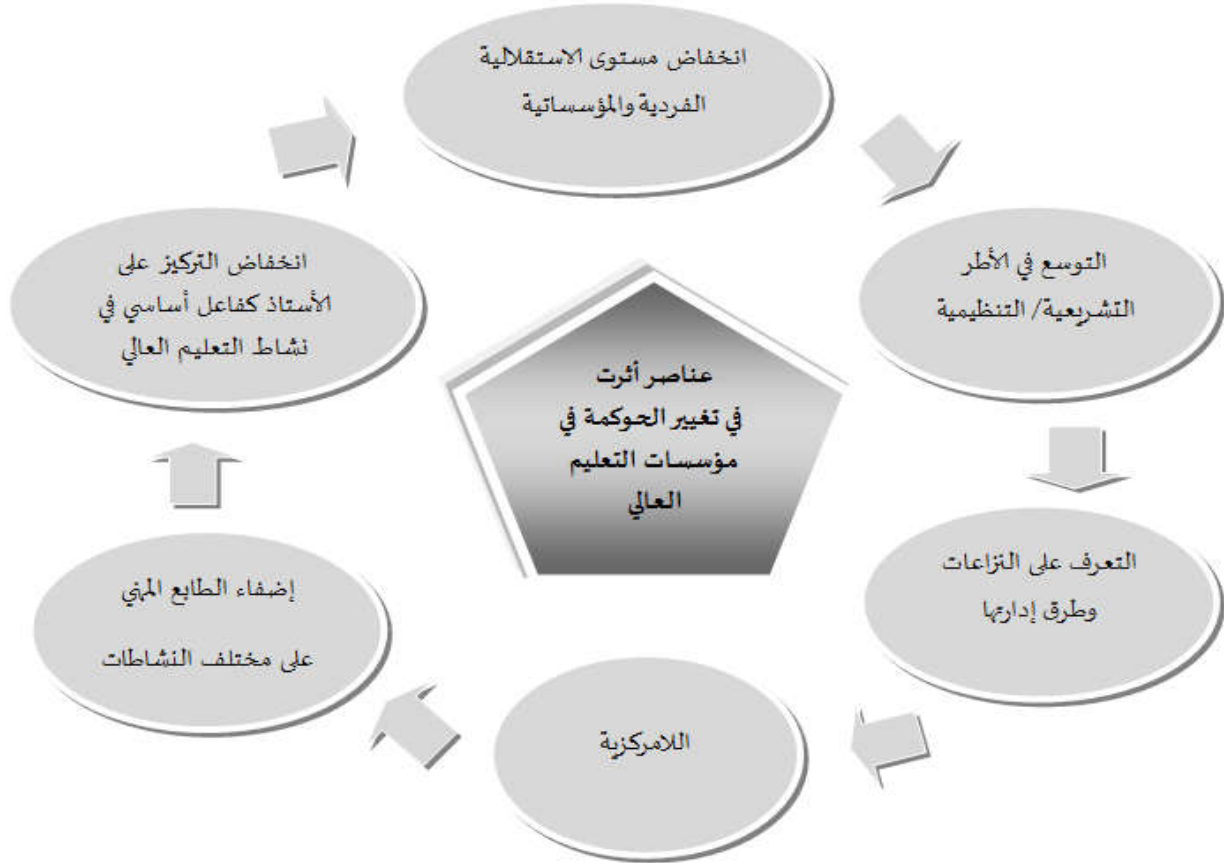 انخفاض مستوى الاستقلالية
الفردية والمؤسساتية
التوسع في الأطر
التشريعية/ التنظيمية
التعرف على النزاعات
وطرق إدارتها
اللامركزية
إضفاء الطابع المهني
على مختلف النشاطات
انخفاض التركيز على
الأستاذ كفاعل أساسي في
نشاط التعليم العالي
عناصر أثرت
في تغيير الحوكمة في
مؤسسات التعليم
العالي